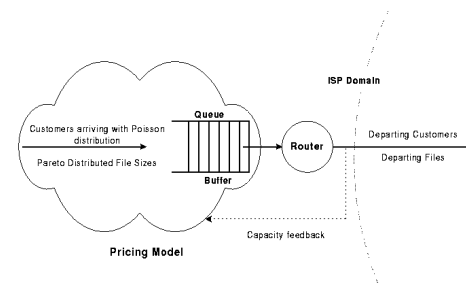 ISP Domain
Queue
Customers arriving with Poisson
distribution
Pareto Distributed File Sizes
Buffer
Router
Departing Customers
Departing Files
Capacity feedback
Pricing Model